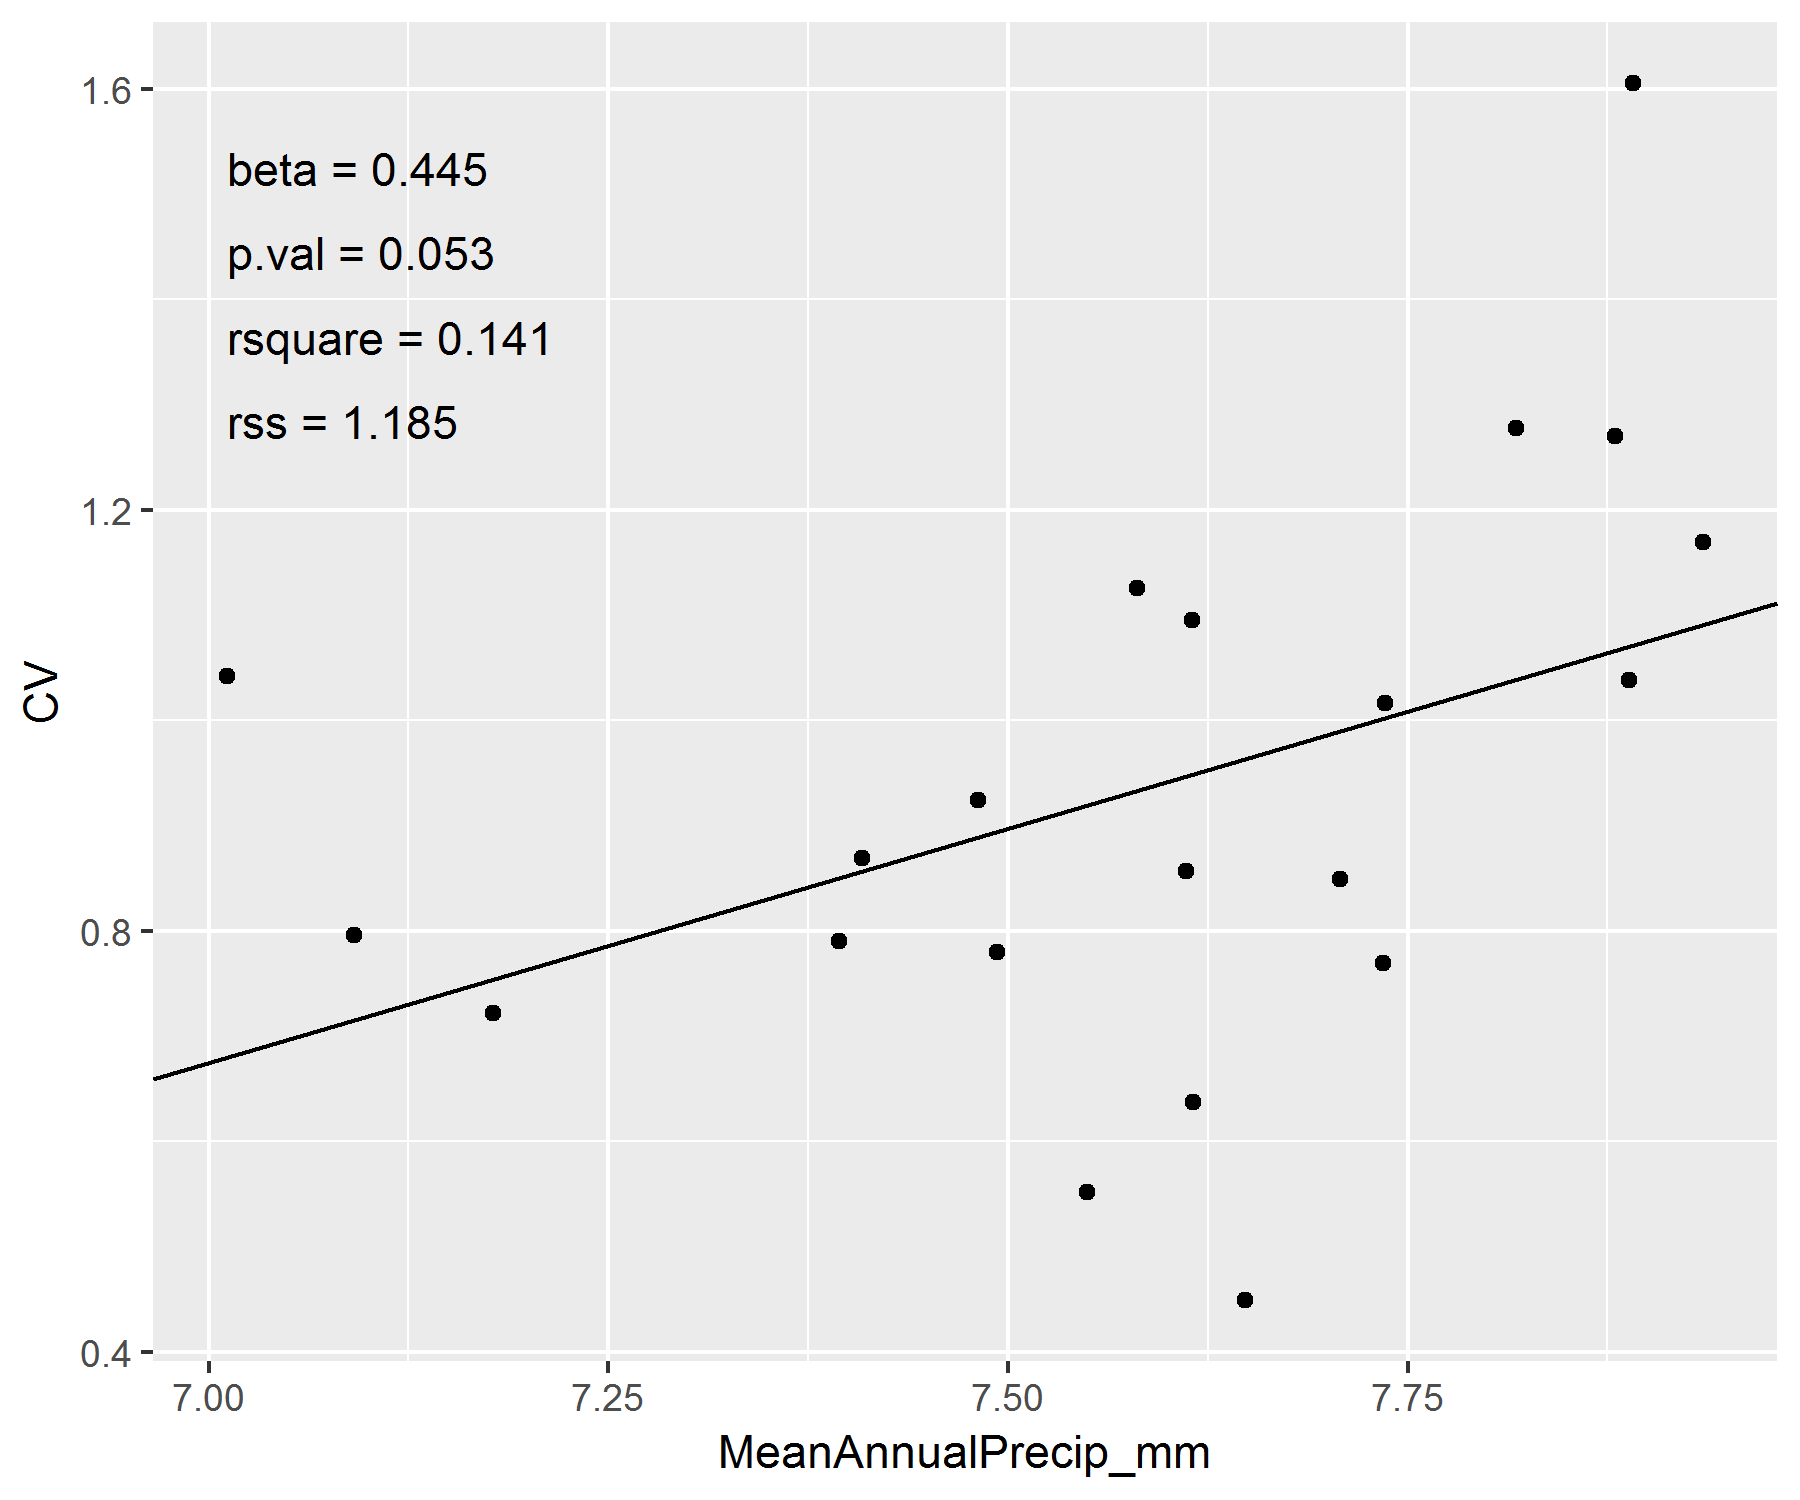 beta = 0.445
p.val = 0.053
rsquare = 0.141
rss = 1.185
1.6
1.2
0.8
0.4
CV
7.00 7.25 7.50 7.75
MeanAnnualPrecip_mm